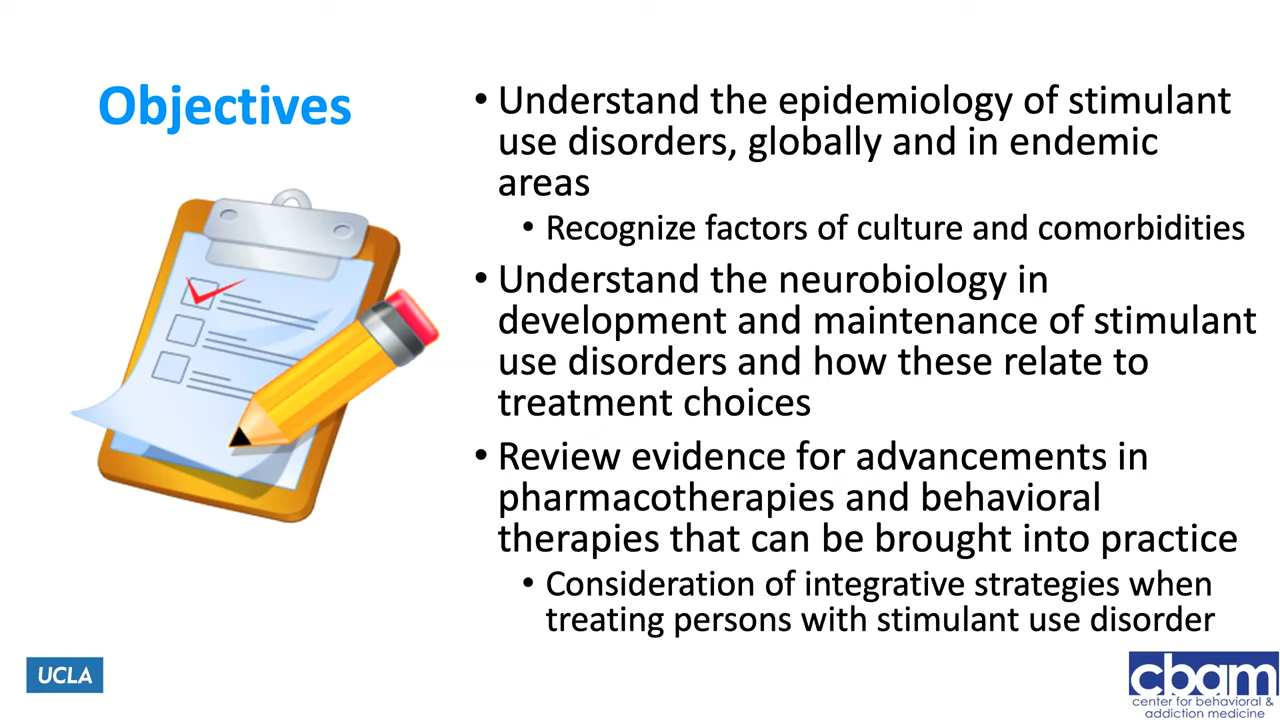 Objectives
• Understand the epidemiology of stimulant
use disorders, globally and in endemic
areas
• Recognize factors of culture and comorbidities
• Understand the neurobiology in
development and maintenance of stimulant
use disorders and how these relate to
treatment choices
• Review evidence for advancements in
pharmacotherapies and behavioral
therapies that can be brought into practice
• Consideration of integrative strategies when
treating persons with stimulant use disorder
UCLA
cbam
center for behavioral &
addiction medicine